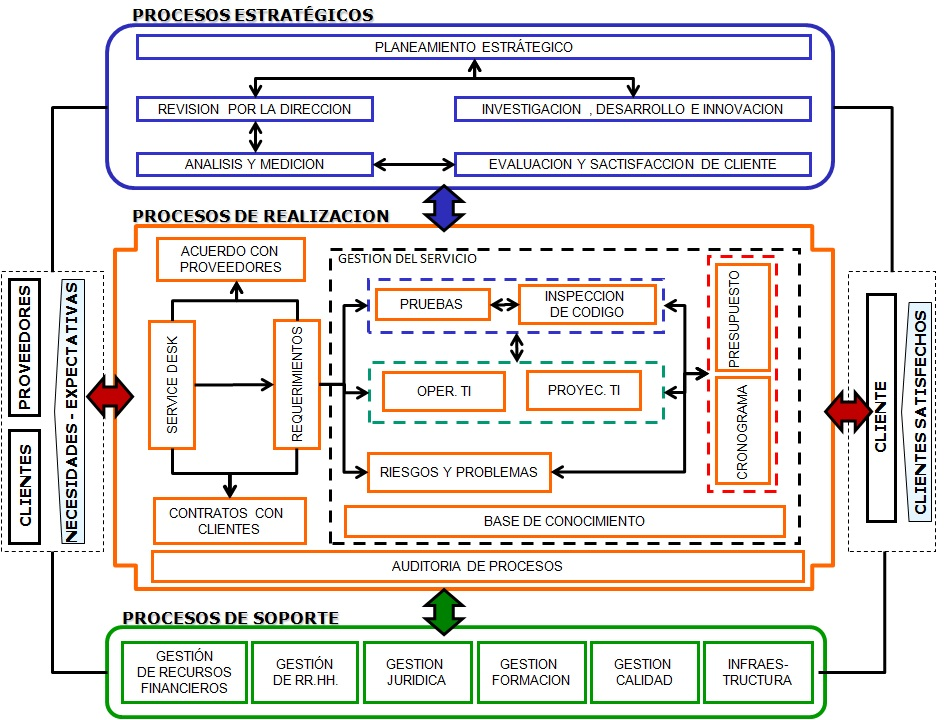 PROCESOS ESTRATÉGICOS
PLANEAMIENTO ESTRÁTEGICO
REVISION POR LA DIRECCION
INVESTIGACION , DESARROLLO E INNOVACION
ANALISIS Y MEDICION
EVALUACION Y SACTISFACCION DE CLIENTE
PROCESOS DE REALIZACION
PROVEEDORES
CLIENTES
NECESIDADES - EXPECTATIVAS
ACUERDO CON
PROVEEDORES
SERVICE DESK
REQUERIMIENTOS
CONTRATOS CON
CLIENTES
GESTION DEL SERVICIO
PRUEBAS
INSPECCION
DE CODIGO
OPER. TI
PROYEC. TI
RIESGOS Y PROBLEMAS
PRESUPUESTO
CRONOGRAMA
BASE DE CONOCIMIENTO
AUDITORIA DE PROCESOS
CLIENTE
CLIENTES SATISFECHOS
PROCESOS DE SOPORTE
GESTIÓN
DE RECURSOS
FINANCIEROS
GESTIÓN
DE RR.HH.
GESTION
JURIDICA
GESTION
FORMACION
GESTION
CALIDAD
INFRAES-
TRUCTURA